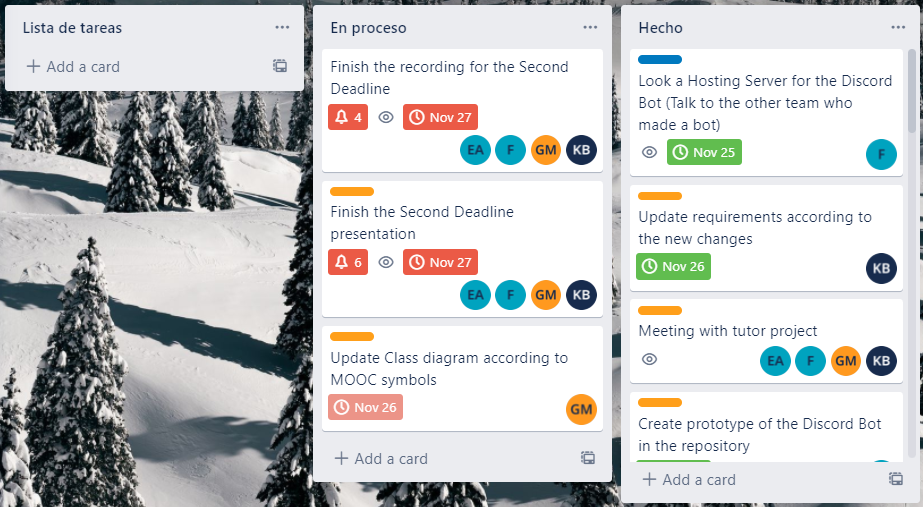 Lista de tareas
Add a card
En proceso
Finish the recording for the Second
Deadline
4
Nov 27
EA F GM KB
Finish the Second Deadline
presentation
6
Nov 27
EA F GM KB
Update Class diagram according to
MOOC symbols
Nov 26
GM
Add a card
Hecho
Look a Hosting Server for the Discord
Bot (Talk to the other team who
made a bot)
Nov 25
F
Update requirements according to
the new changes
Nov 26
KB
Meeting with tutor project
EA F GM KB
Create prototype of the Discord Bot
in the repository
Add a card